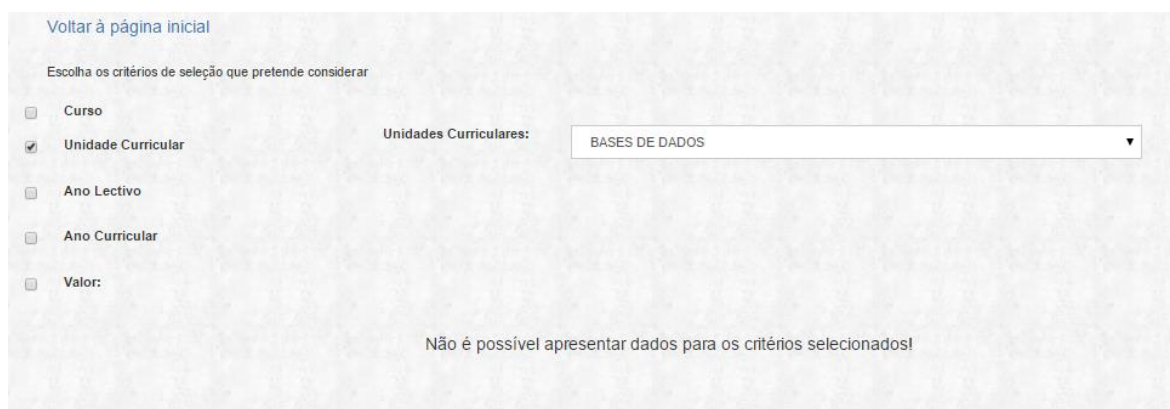 Voltar à página inicial
Escolha os critérios de seleção que pretende considerar
Curso
Unidade Curricular
Unidades Curriculares:
BASES DE DADOS
Ano Lectivo
Ano Curricular
Valor:
Não é possível apresentar dados para os critérios selecionados!